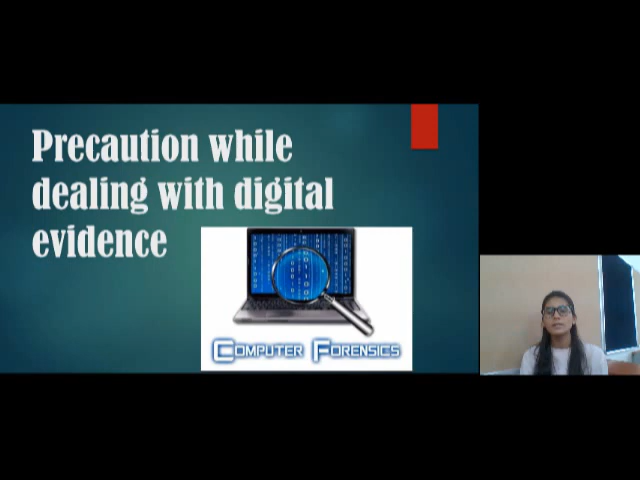 Precaution while
dealing with digital
evidence
COMPUTER FORENSICS